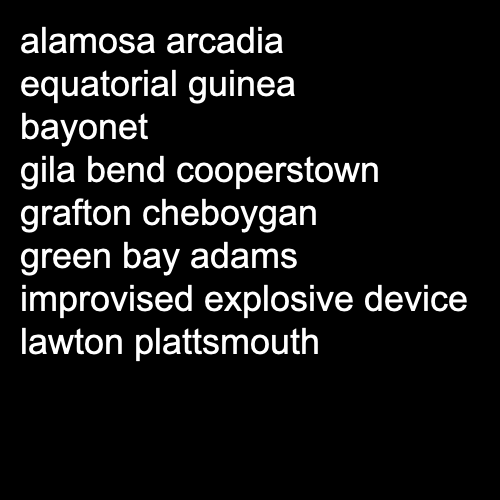 alamosa arcadia
equatorial guinea
bayonet
gila bend cooperstown
grafton cheboygan
green bay adams
improvised explosive device
lawton plattsmouth